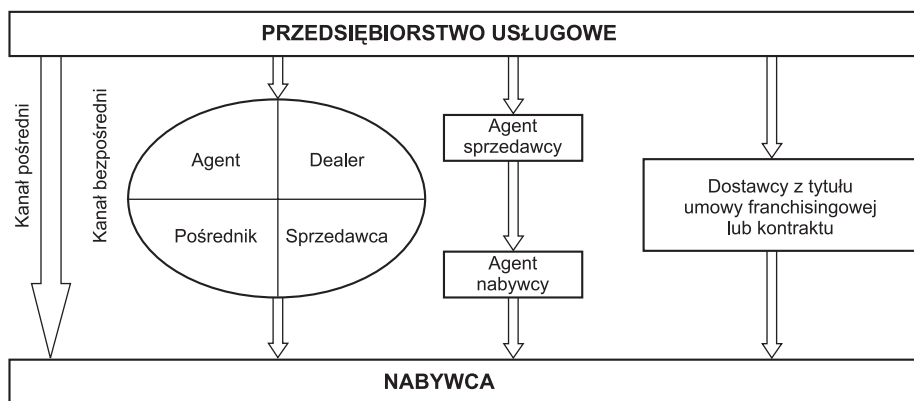 PRZEDSIĘBIORSTWO USŁUGOWE
Kanał pośredni
Kanał bezpośredni
Agent
Dealer
Pośrednik
Sprzedawca
Agent
sprzedawcy
Agent
nabywcy
Dostawcy z tytułu
umowy franchisingowej
lub kontraktu
NABYWCA